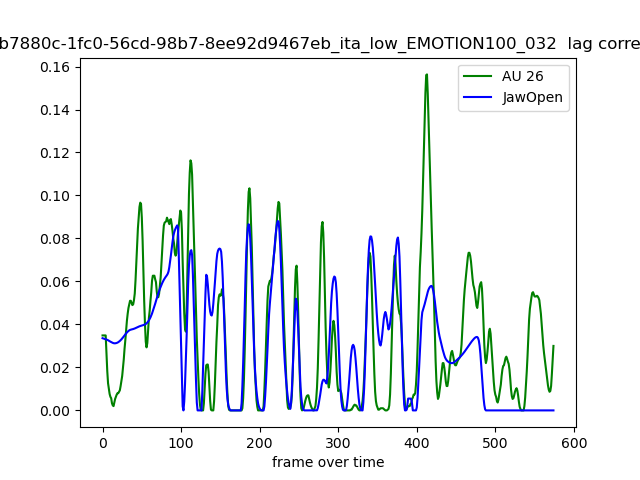 b7880c-1fc0-56cd-98b7-8ee92d9467eb_ita_low_EMOTION100_032 lag corre
AU 26
JawOpen
0.16
0.14
0.12
0.10
0.08
0.06
0.04
0.02
0.00
0 100 200 300 400 500 600
frame over time